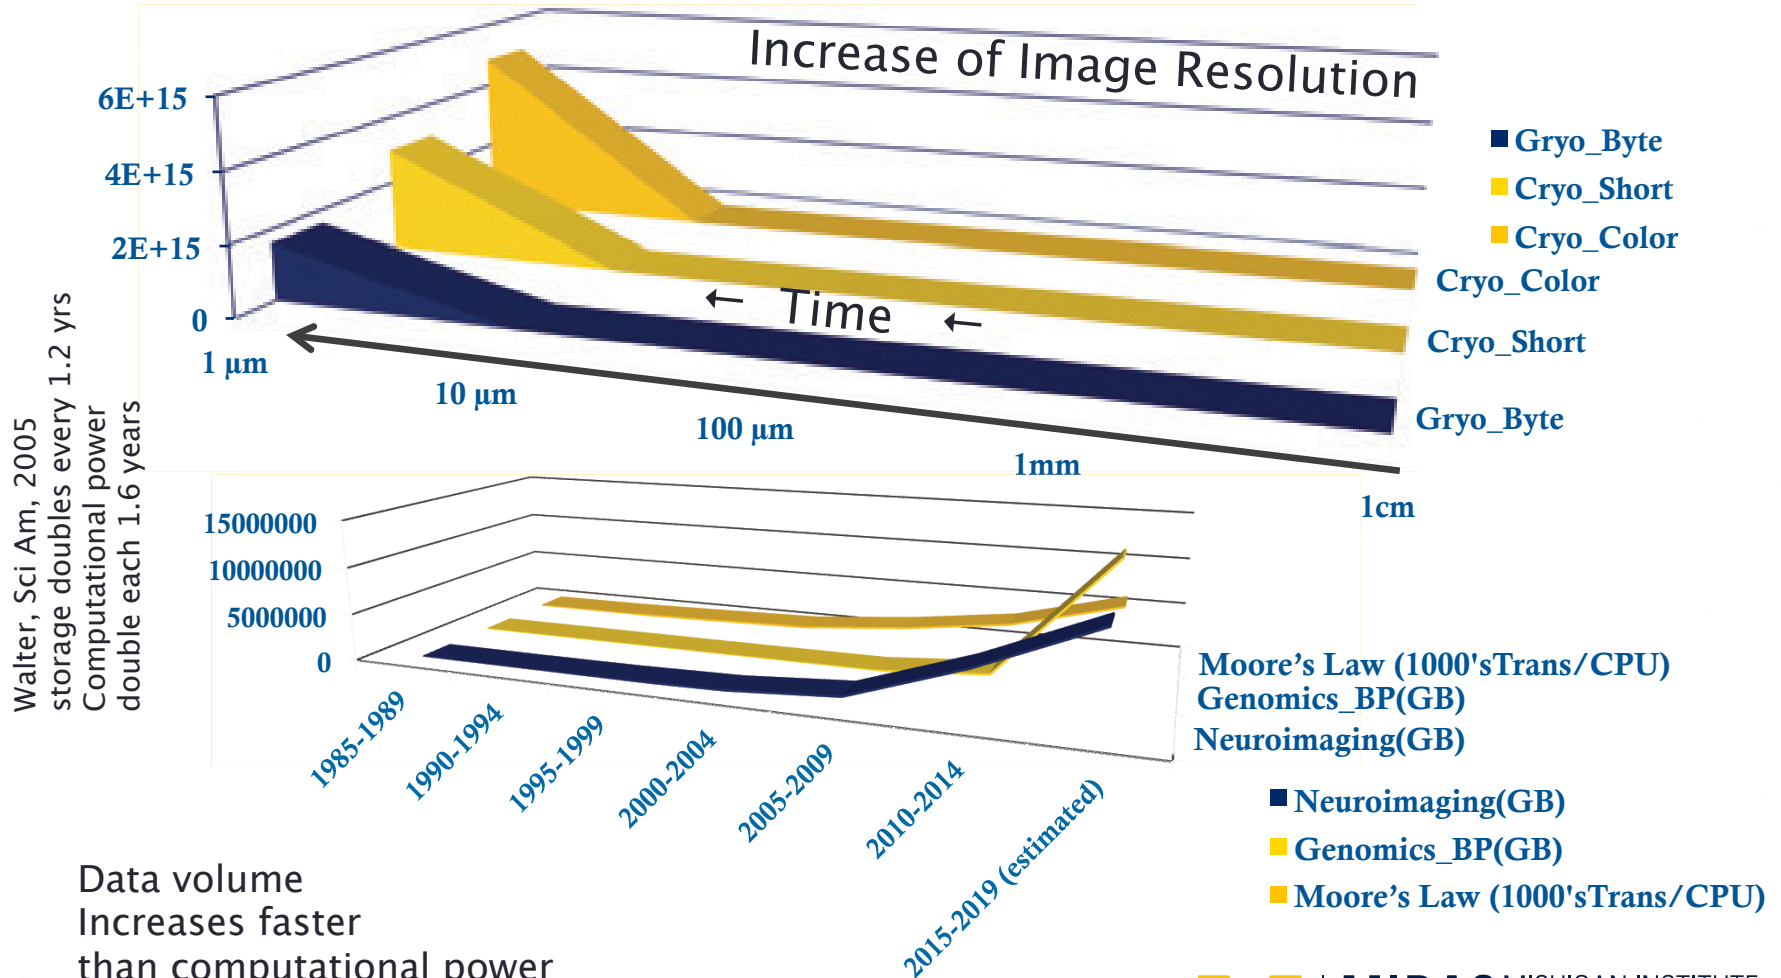 Increase of Image Resolution
6E+15
4E+15
2E+15
0
Gryo_Byte
Cryo_Short
Cryo_Color
Cryo_Color
Cryo_Short
Gryo_Byte
← Time ←
1 µm
10 µm
100 µm
1mm
1cm
Walter, Sci Am, 2005
storage doubles every 1.2 yrs
Computational power
double each 1.6 years
15000000
10000000
5000000
0
Moore's Law (1000'sTrans/CPU)
Genomics_BP(GB)
Neuroimaging(GB)
1985-1989
1990-1994
1995-1999
2000-2004
2005-2009
2010-2014
2015-2019 (estimated)
Neuroimaging(GB)
Genomics_BP(GB)
Moore's Law (1000'sTrans/CPU)
Data volume
Increases faster
than computational power
MICHIGAN INSTITUTE